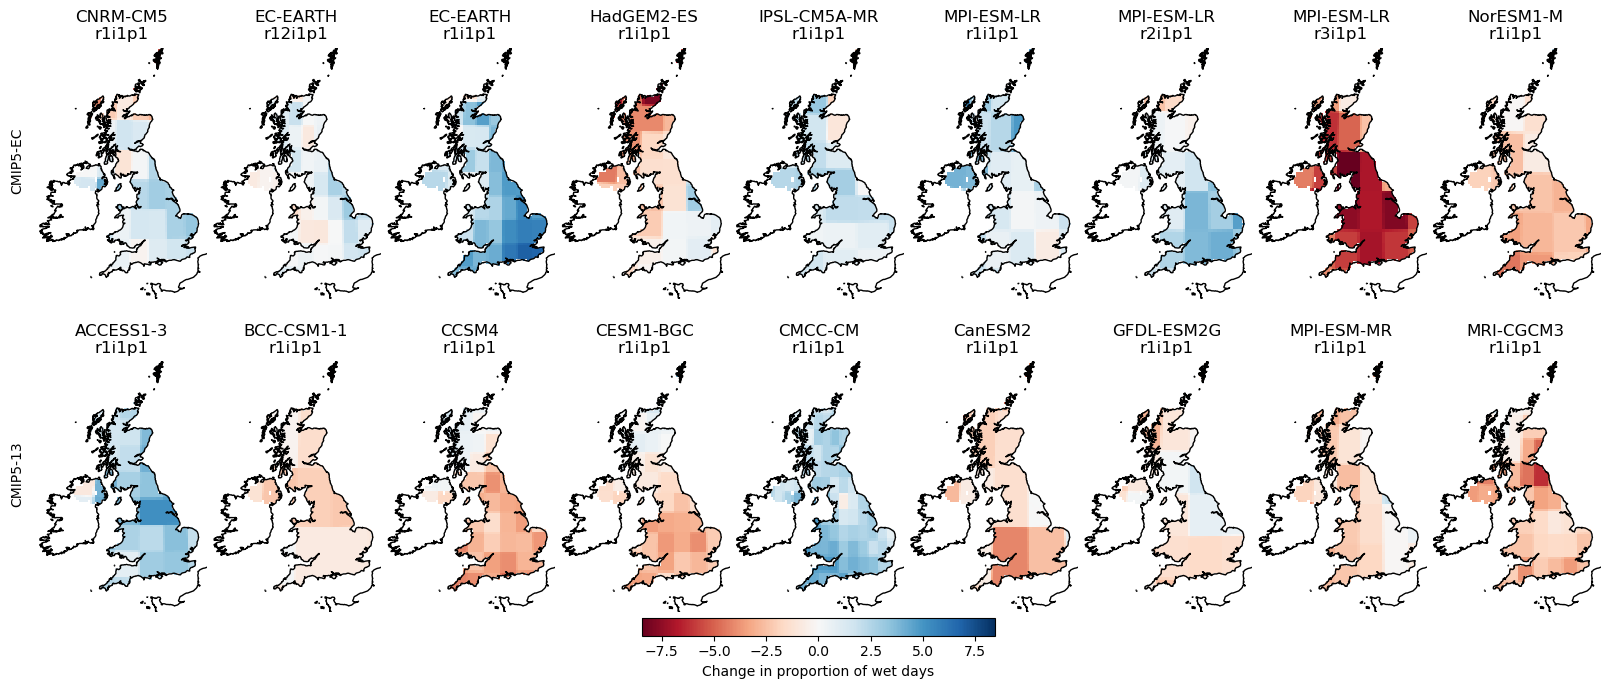 CNRM-CM5 EC-EARTH EC-EARTH HadGEM2-ES IPSL-CM5A-MR MPI-ESM-LR MPI-ESM-LR MPI-ESM-LR NorESM1-M
r1i1p1 r12i1p1 r1i1p1 r1i1p1 r1i1p1 r1i1p1 r2i1p1 r3i1p1 r1i1p1
CMIP5-EC
ACCESS1-3 BCC-CSM1-1 CCSM4 CESM1-BGC CMCC-CM CanESM2 GFDL-ESM2G MPI-ESM-MR MRI-CGCM3
r1i1p1 r1i1p1 r1i1p1 r1i1p1 r1i1p1 r1i1p1 r1i1p1 r1i1p1 r1i1p1
CMIP5-13
−7.5 −5.0 −2.5 0.0 2.5 5.0 7.5
Change in proportion of wet days